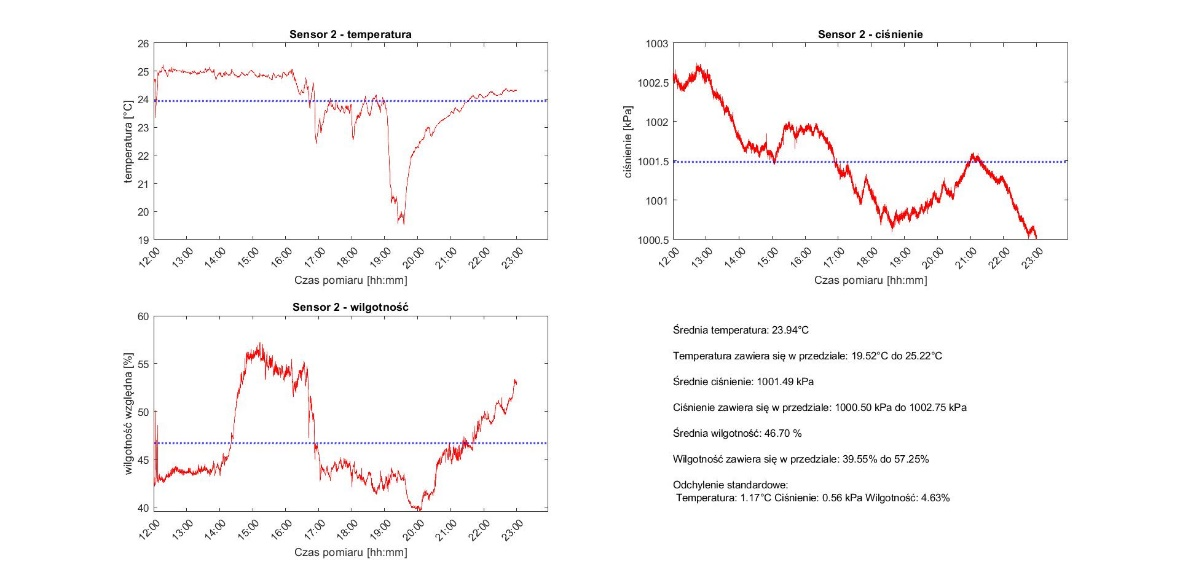 Sensor 2 - temperatura
temperatura [°C]
26
25
24
23
22
21
20
19
12:00 13:00 14:00 15:00 16:00 17:00 18:00 19:00 20:00 21:00 22:00 23:00
Czas pomiaru [hh:mm]
Sensor 2 - ciśnienie
ciśnienie [kPa]
1003
1002.5
1002
1001.5
1001
1000.5
12:00 13:00 14:00 15:00 16:00 17:00 18:00 19:00 20:00 21:00 22:00 23:00
Czas pomiaru [hh:mm]
Sensor 2 - wilgotność
wilgotność względna [%]
60
55
50
45
40
12:00 13:00 14:00 15:00 16:00 17:00 18:00 19:00 20:00 21:00 22:00 23:00
Czas pomiaru [hh:mm]
Średnia temperatura: 23.94°C
Temperatura zawiera się w przedziale: 19.52°C do 25.22°C
Średnie ciśnienie: 1001.49 kPa
Ciśnienie zawiera się w przedziale: 1000.50 kPa do 1002.75 kPa
Średnia wilgotność: 46.70 %
Wilgotność zawiera się w przedziale: 39.55% do 57.25%
Odchylenie standardowe:
Temperatura: 1.17°C Ciśnienie: 0.56 kPa Wilgotność: 4.63%